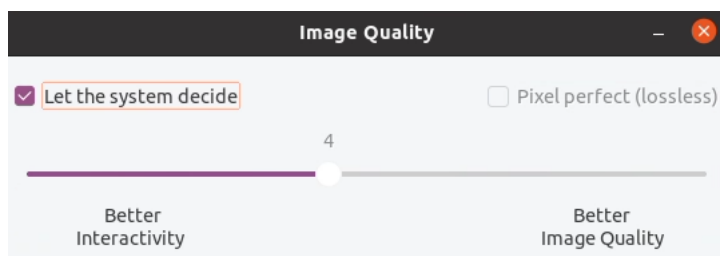 Image Quality
Let the system decide
Pixel perfect (lossless)
4
Better
Interactivity
Better
Image Quality